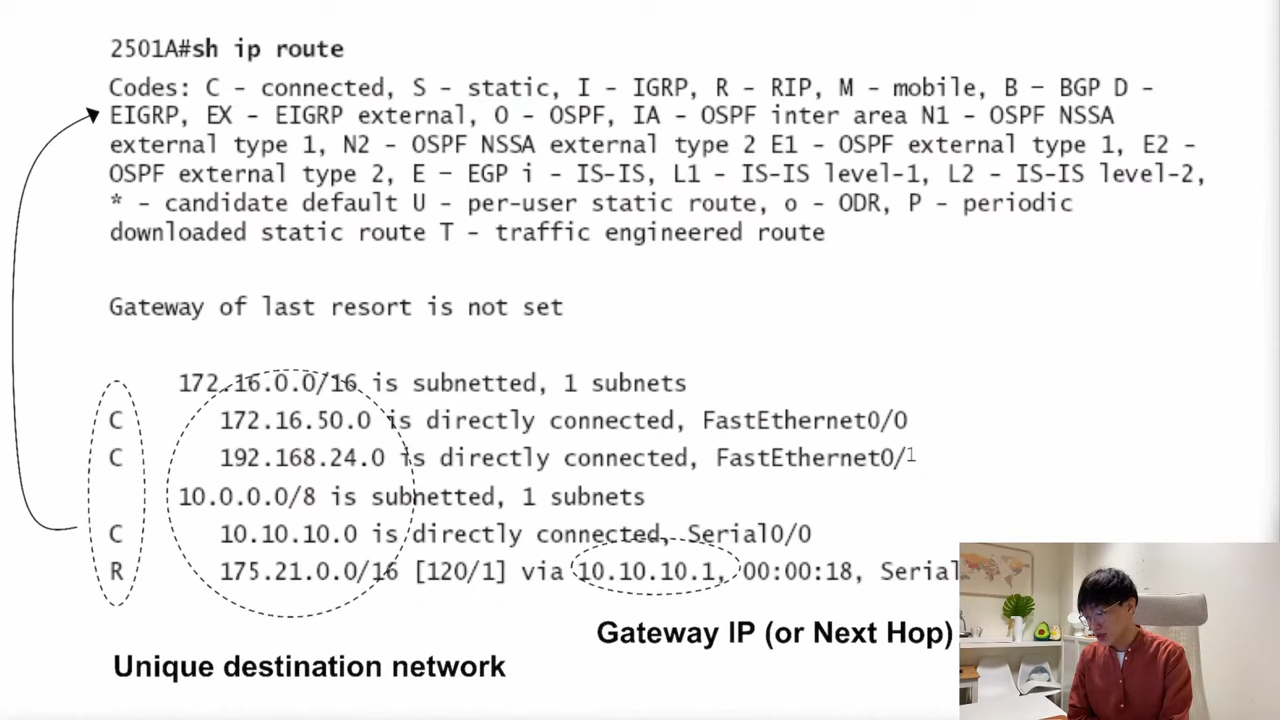 2501A#sh ip route
Codes: C - connected, S - static, I - IGRP, R - RIP, M - mobile, B – BGP D -
EIGRP, EX - EIGRP external, O - OSPF, IA - OSPF inter area N1 - OSPF NSSA
external type 1, N2 - OSPF NSSA external type 2 E1 - OSPF external type 1, E2 -
OSPF external type 2, E – EGP i - IS-IS, L1 - IS-IS level-1, L2 - IS-IS level-2,
* - candidate default U - per-user static route, o - ODR, P - periodic
downloaded static route T - traffic engineered route
Gateway of last resort is not set
172.16.0.0/16 is subnetted, 1 subnets
C 172.16.50.0 is directly connected, FastEthernet0/0
C 192.168.24.0 is directly connected, FastEthernet0/1
10.0.0.0/8 is subnetted, 1 subnets
C 10.10.10.0 is directly connected, Serial0/0
R 175.21.0.0/16 [120/1] via 10.10.10.1, 00:00:18, Serial
Gateway IP (or Next Hop)
Unique destination network